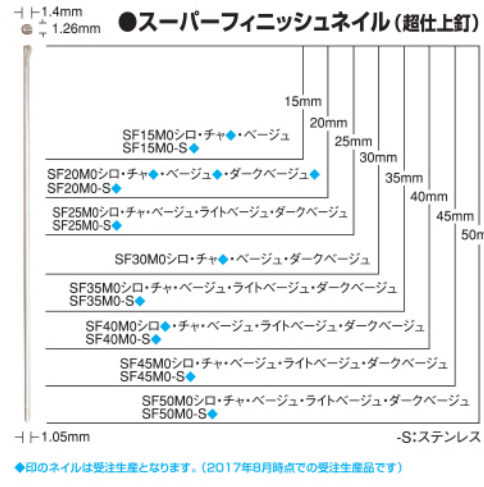 1.4mm
1.26mm
●スーパーフィニッシュネイル（超仕上釘）
15mm
SF15M0シロ・チャ◆・ベージュ
SF15M0-S◆
20mm
SF20M0シロ・チャ◆・ベージュ◆・ダークベージュ◆
SF20M0-S◆
25mm
SF25M0シロ・チャ・ベージュ・ライトベージュ・ダークベージュ
SF25M0-S◆
30mm
SF30M0シロ・チャ◆・ベージュ・ダークベージュ
35mm
SF35M0シロ・チャ・ベージュ・ライトベージュ・ダークベージュ
SF35M0-S◆
40mm
SF40M0シロ◆・チャ・ベージュ・ライトベージュ・ダークベージュ
SF40M0-S◆
45mm
SF45M0シロ・チャ・ベージュ・ライトベージュ・ダークベージュ
SF45M0-S◆
50m
SF50M0シロ・チャ・ベージュ・ライトベージュ・ダークベージュ
SF50M0-S◆
1.05mm
-S：ステンレス
◆印のネイルは受注生産となります。（2017年8月時点での受注生産品です）